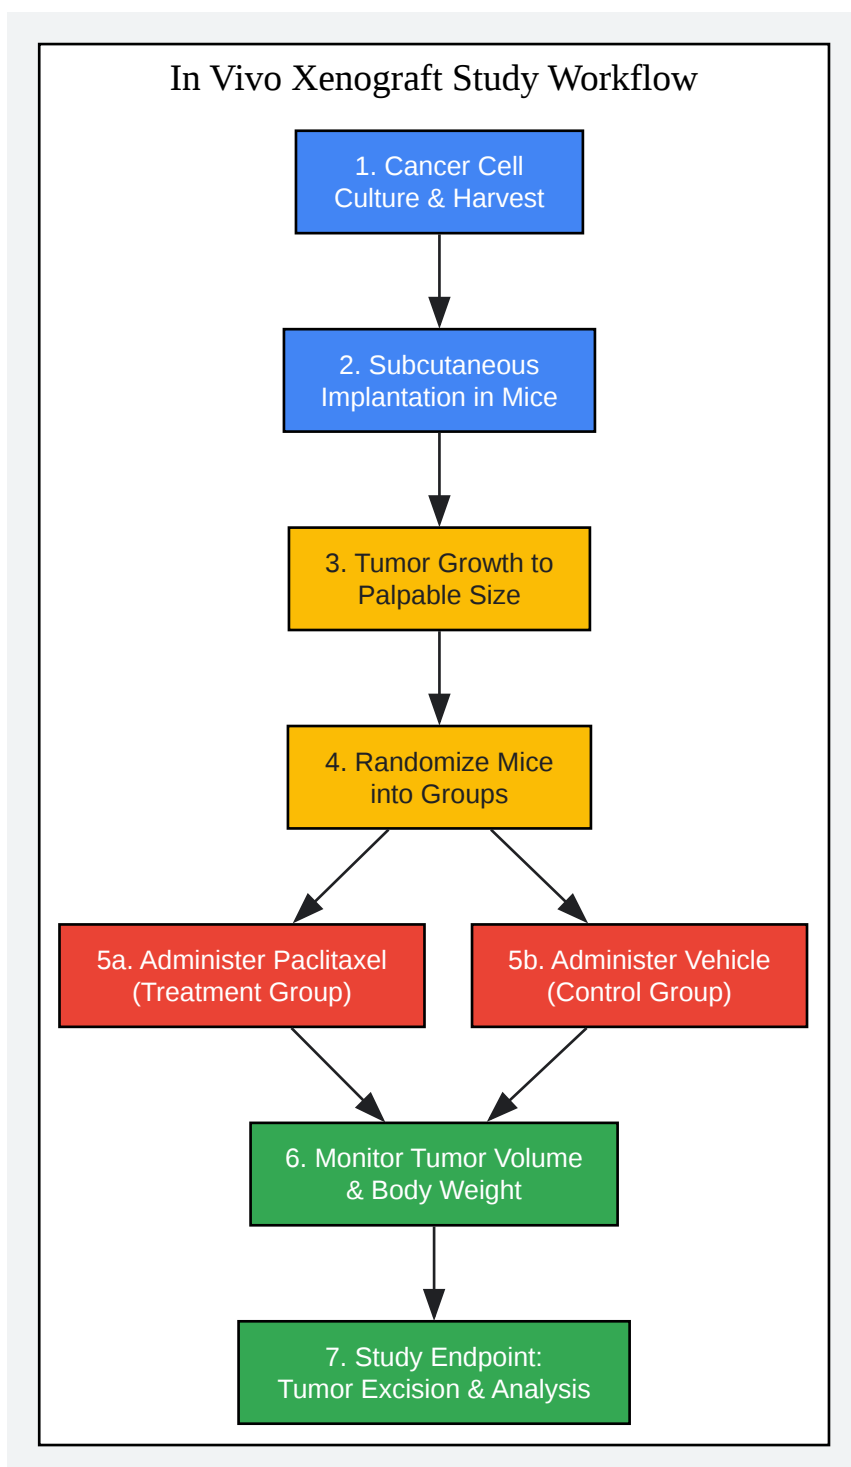 In Vivo Xenograft Study Workflow
1. Cancer Cell
Culture & Harvest
2. Subcutaneous
Implantation in Mice
3. Tumor Growth to
Palpable Size
4. Randomize Mice
into Groups
5a. Administer Paclitaxel
(Treatment Group)
5b. Administer Vehicle
(Control Group)
6. Monitor Tumor Volume
& Body Weight
7. Study Endpoint:
Tumor Excision & Analysis